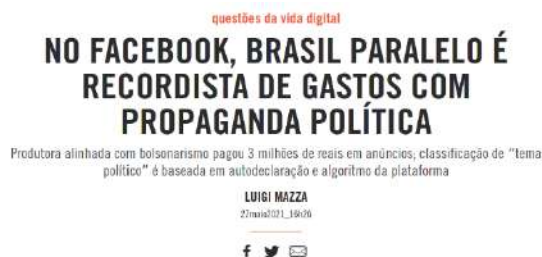 questões da vida digital
NO FACEBOOK, BRASIL PARALELO É
RECORDISTA DE GASTOS COM
PROPAGANDA POLÍTICA
Produtora alinhada com bolsonarismo pagou 3 milhões de reais em anúncios; classificação de "tema
político" é baseada em autodeclaração e algoritmo da plataforma
LUIGI MAZZA
27maio2021_16h26